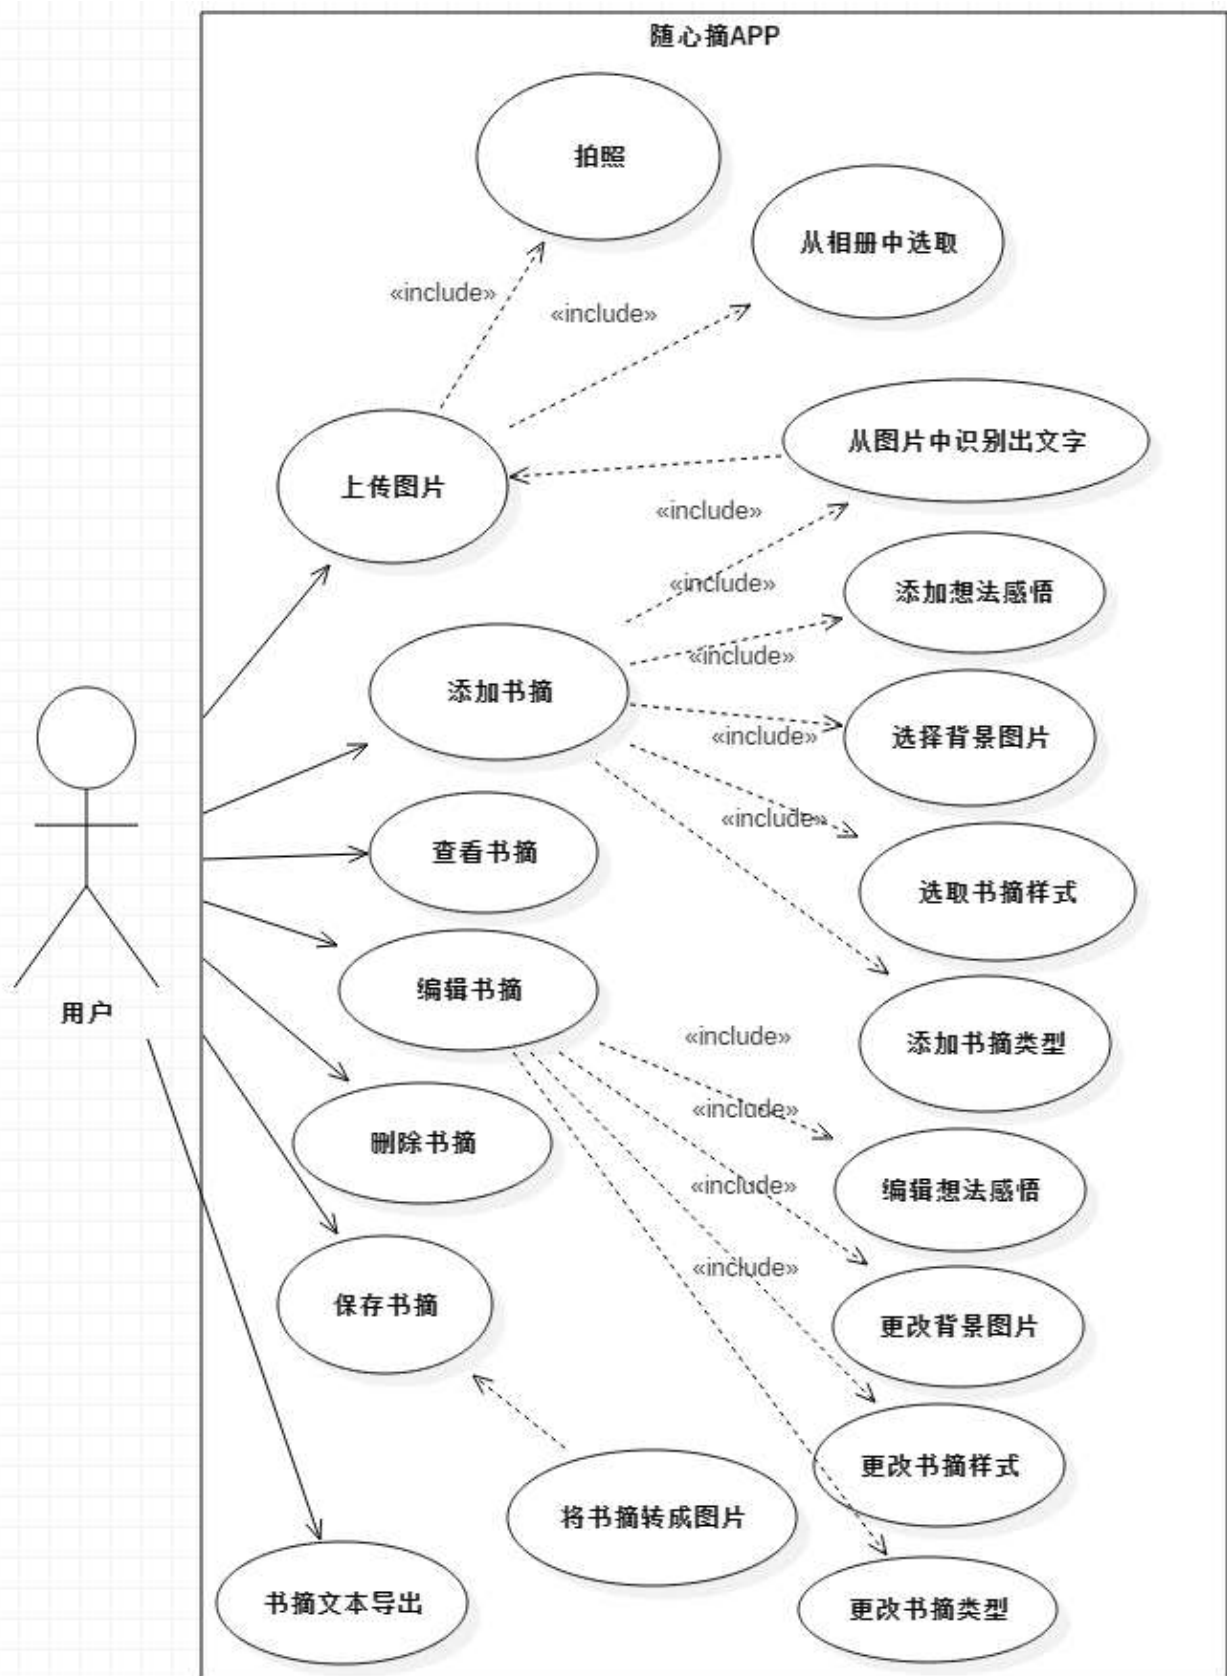 随心摘APP
拍照
从相册中选取
«include»
«include»
从图片中识别出文字
上传图片
«include»
«include»
添加想法感悟
«include»
添加书摘
选择背景图片
«include»
«include»
查看书摘
选取书摘样式
编辑书摘
用户
«include»
添加书摘类型
«include»
删除书摘
«include»
编辑想法感悟
«include»
保存书摘
更改背景图片
更改书摘样式
将书摘转成图片
书摘文本导出
更改书摘类型